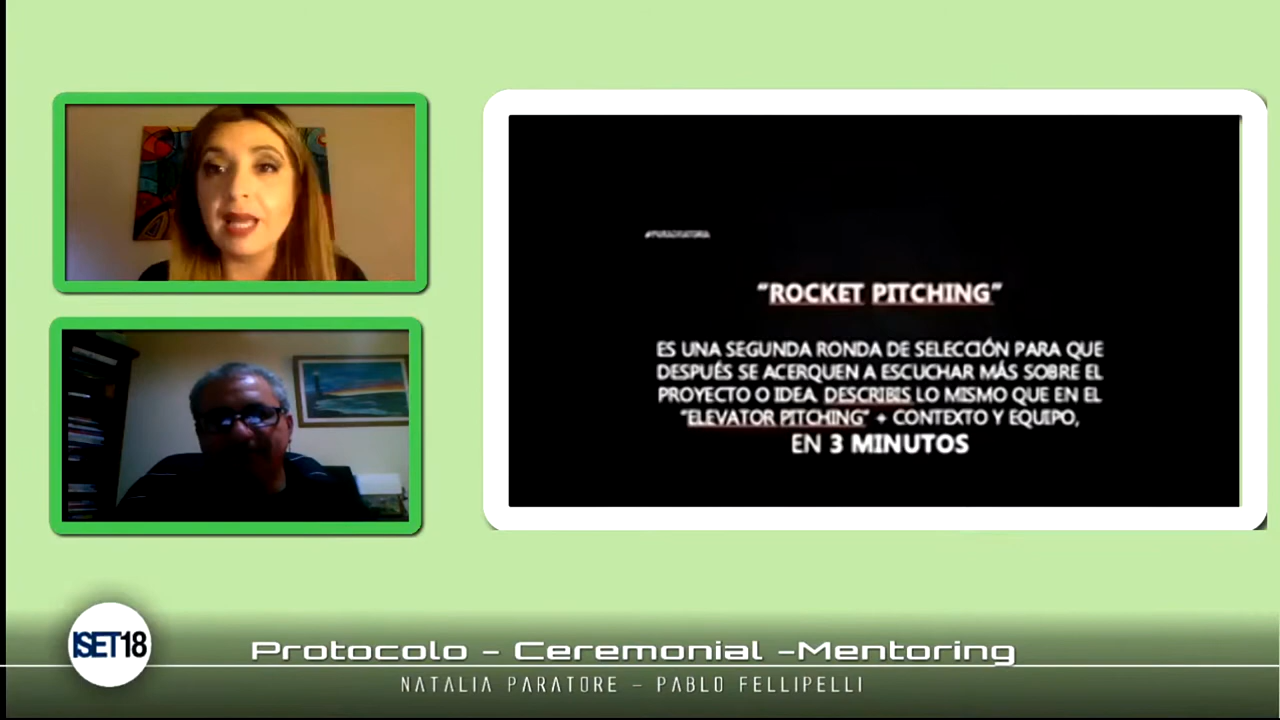 “ROCKET PITCHING”
ES UNA SEGUNDA RONDA DE SELECCIÓN PARA QUE
DESPUÉS SE ACERQUEN A ESCUCHAR MÁS SOBRE EL
PROYECTO O IDEA. DESCRIBIS LO MISMO QUE EN EL
“ELEVATOR PITCHING” + CONTEXTO Y EQUIPO,
EN 3 MINUTOS
ISET18
Protocolo - Ceremonial -Mentoring
NATALIA PARATORE - PABLO FELLIPELLI